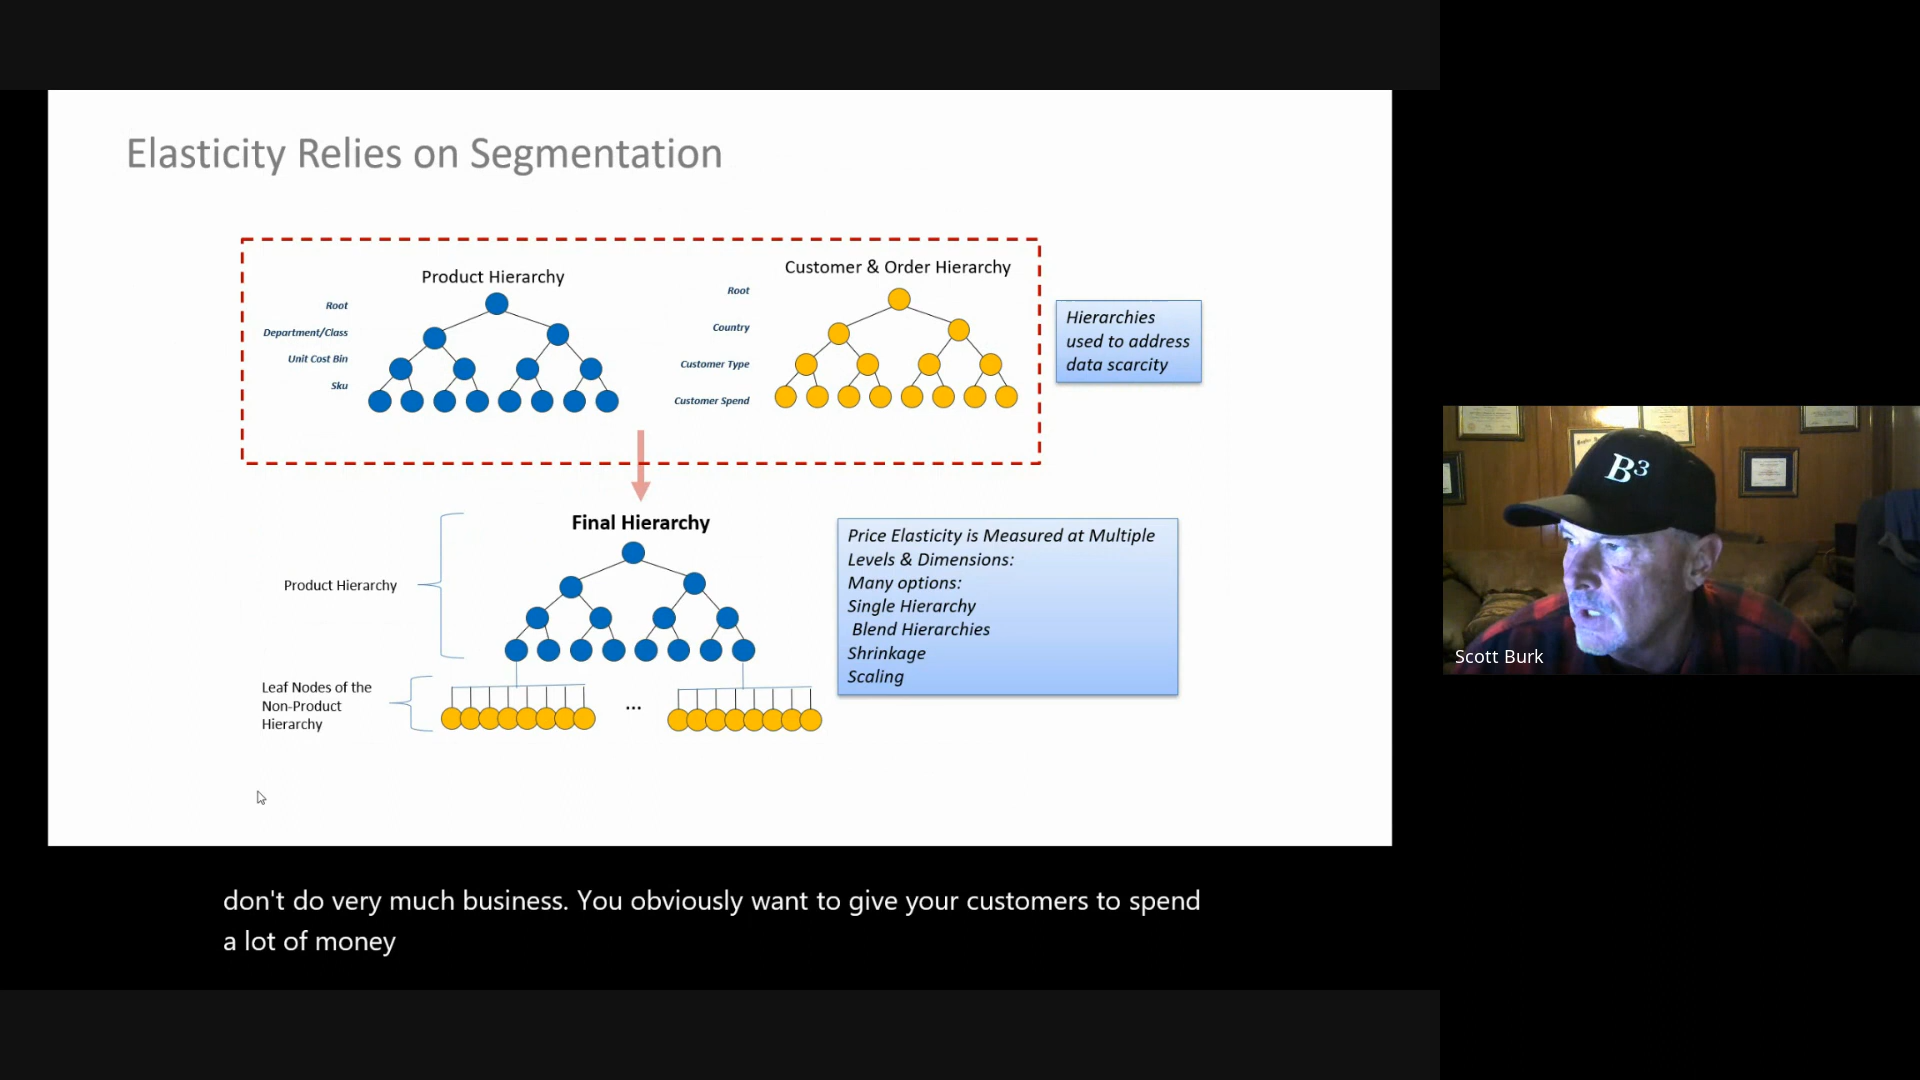 Elasticity Relies on Segmentation
Product Hierarchy
Root
Department/Class
Unit Cost Bin
Sku
Customer & Order Hierarchy
Root
Country
Customer Type
Customer Spend
Hierarchies
used to address
data scarcity
Final Hierarchy
Product Hierarchy
Leaf Nodes of the
Non-Product
Hierarchy
...
Price Elasticity is Measured at Multiple
Levels & Dimensions:
Many options:
Single Hierarchy
Blend Hierarchies
Shrinkage
Scaling
B³
Scott Burk
don't do very much business. You obviously want to give your customers to spend
a lot of money